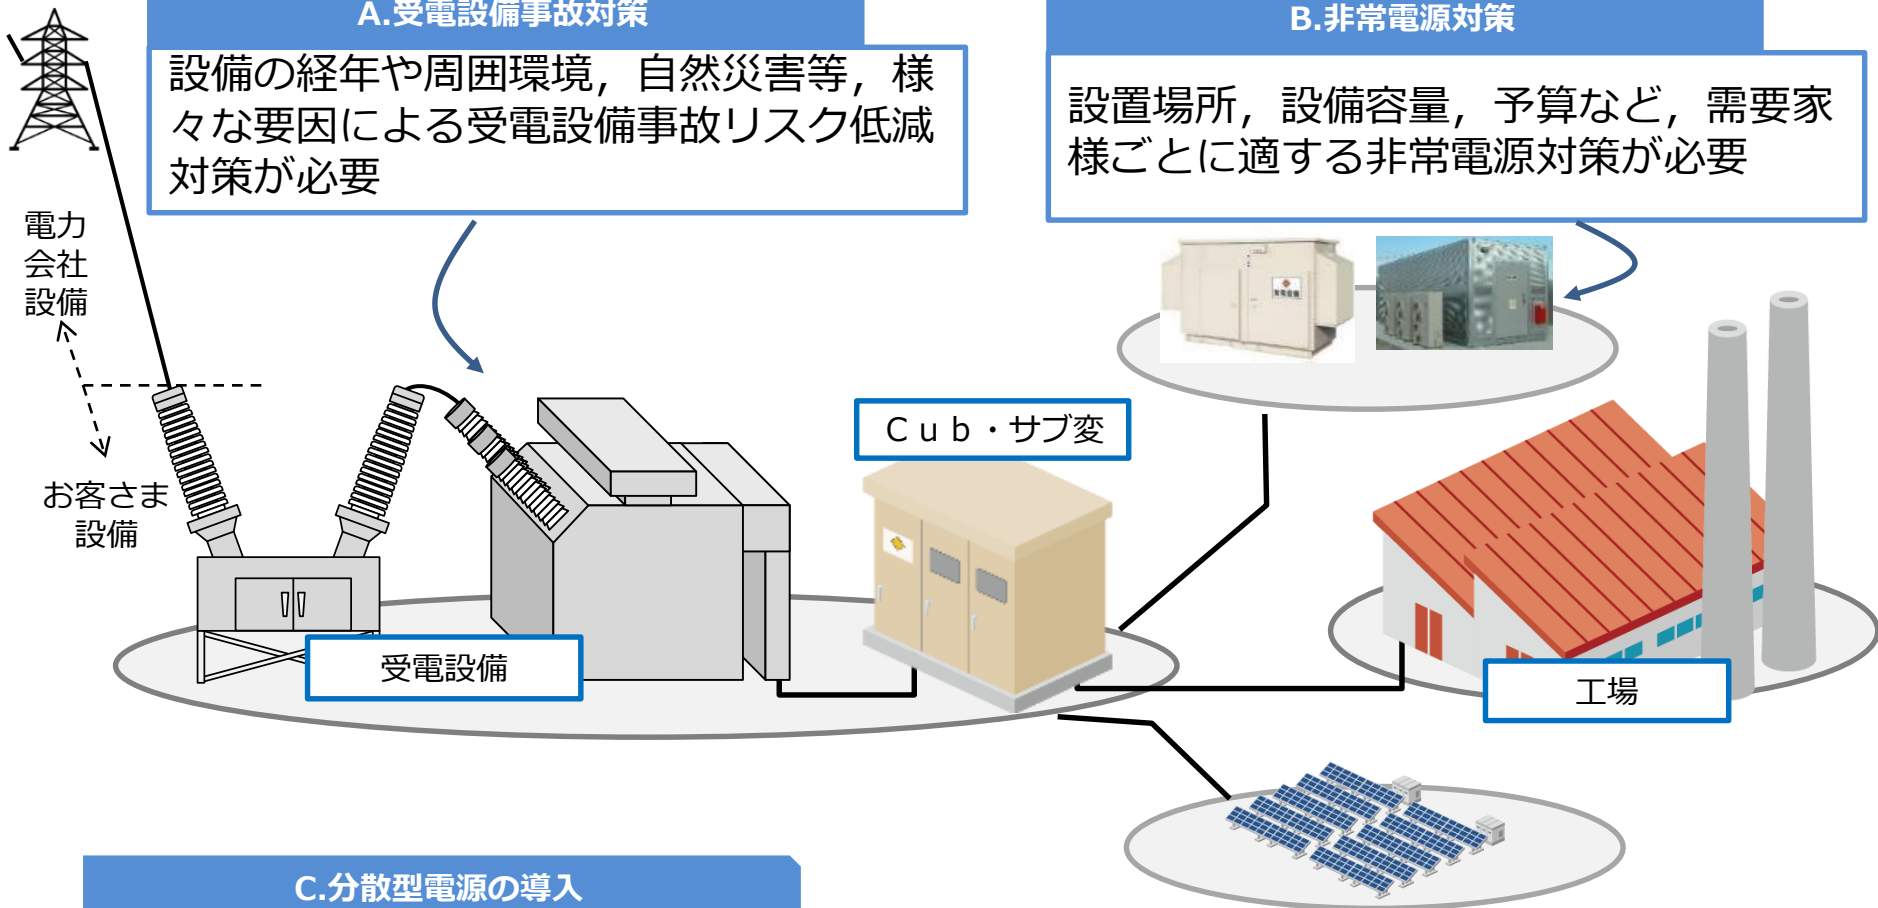 A.受電設備事故対策
設備の経年や周囲環境，自然災害等，様
々な要因による受電設備事故リスク低減
対策が必要
B.非常電源対策
設置場所，設備容量，予算など，需要家
様ごとに適する非常電源対策が必要
電力
会社
設備
お客さま
設備
Ｃｕｂ・サブ変
受電設備
工場
C.分散型電源の導入